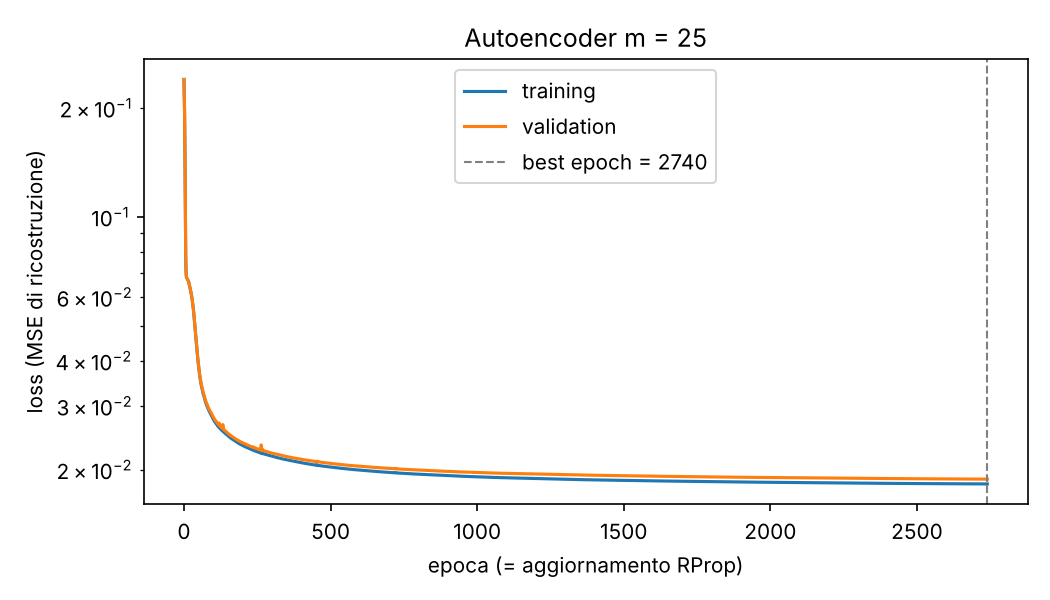 Autoencoder m = 25
training
validation
best epoch = 2740
loss (MSE di ricostruzione)
2 × 10⁻¹
10⁻¹
6 × 10⁻²
4 × 10⁻²
3 × 10⁻²
2 × 10⁻²
0 500 1000 1500 2000 2500
epoca (= aggiornamento RProp)